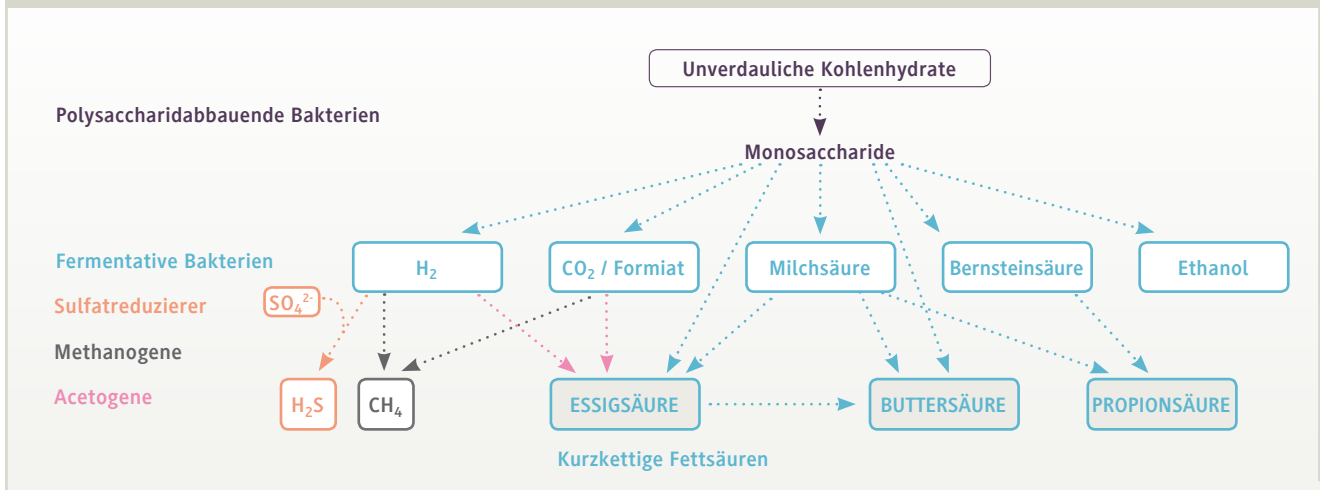 Unverdauliche Kohlenhydrate
Polysaccharidabbauende Bakterien
Monosaccharide
Fermentative Bakterien
H₂
CO₂ / Formiat
Milchsäure
Bernsteinsäure
Ethanol
Sulfatreduzierer
SO₄²⁻
Methanogene
Acetogene
H₂S
CH₄
ESSIGSÄURE
BUTTERSÄURE
PROPIONSÄURE
Kurzkettige Fettsäuren